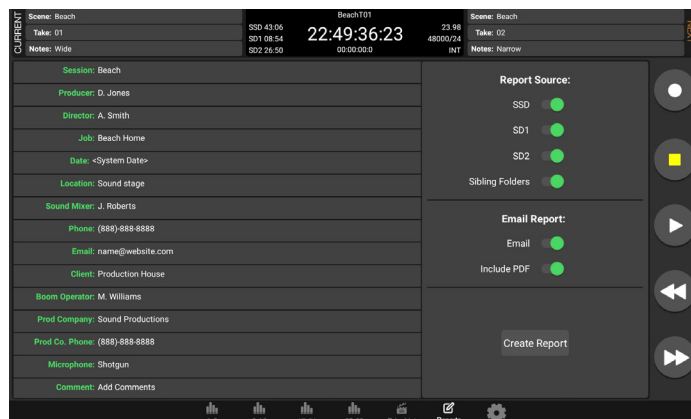 CURRENT
Scene: Beach
Take: 01
Notes: Wide
SSD 43:06
SD1 08:54
SD2 26:50
BeachT01
22:49:36:23
00:00:00:0
23.98
48000/24
INT
Scene: Beach
Take: 02
Notes: Narrow
NEXT
Session: Beach
Producer: D. Jones
Director: A. Smith
Job: Beach Home
Date: <System Date>
Location: Sound stage
Sound Mixer: J. Roberts
Phone: (888)-888-8888
Email: name@website.com
Client: Production House
Boom Operator: M. Williams
Prod Company: Sound Productions
Prod Co. Phone: (888)-888-8888
Microphone: Shotgun
Comment: Add Comments
Report Source:
SSD
SD1
SD2
Sibling Folders
Email Report:
Email
Include PDF
Create Report